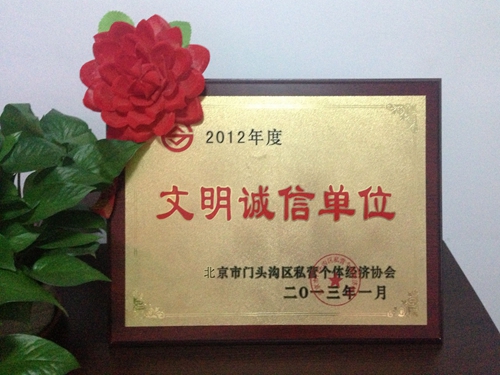 2012年度
文明诚信单位
北京市门头沟区私营个体经济协会
二〇一三年一月